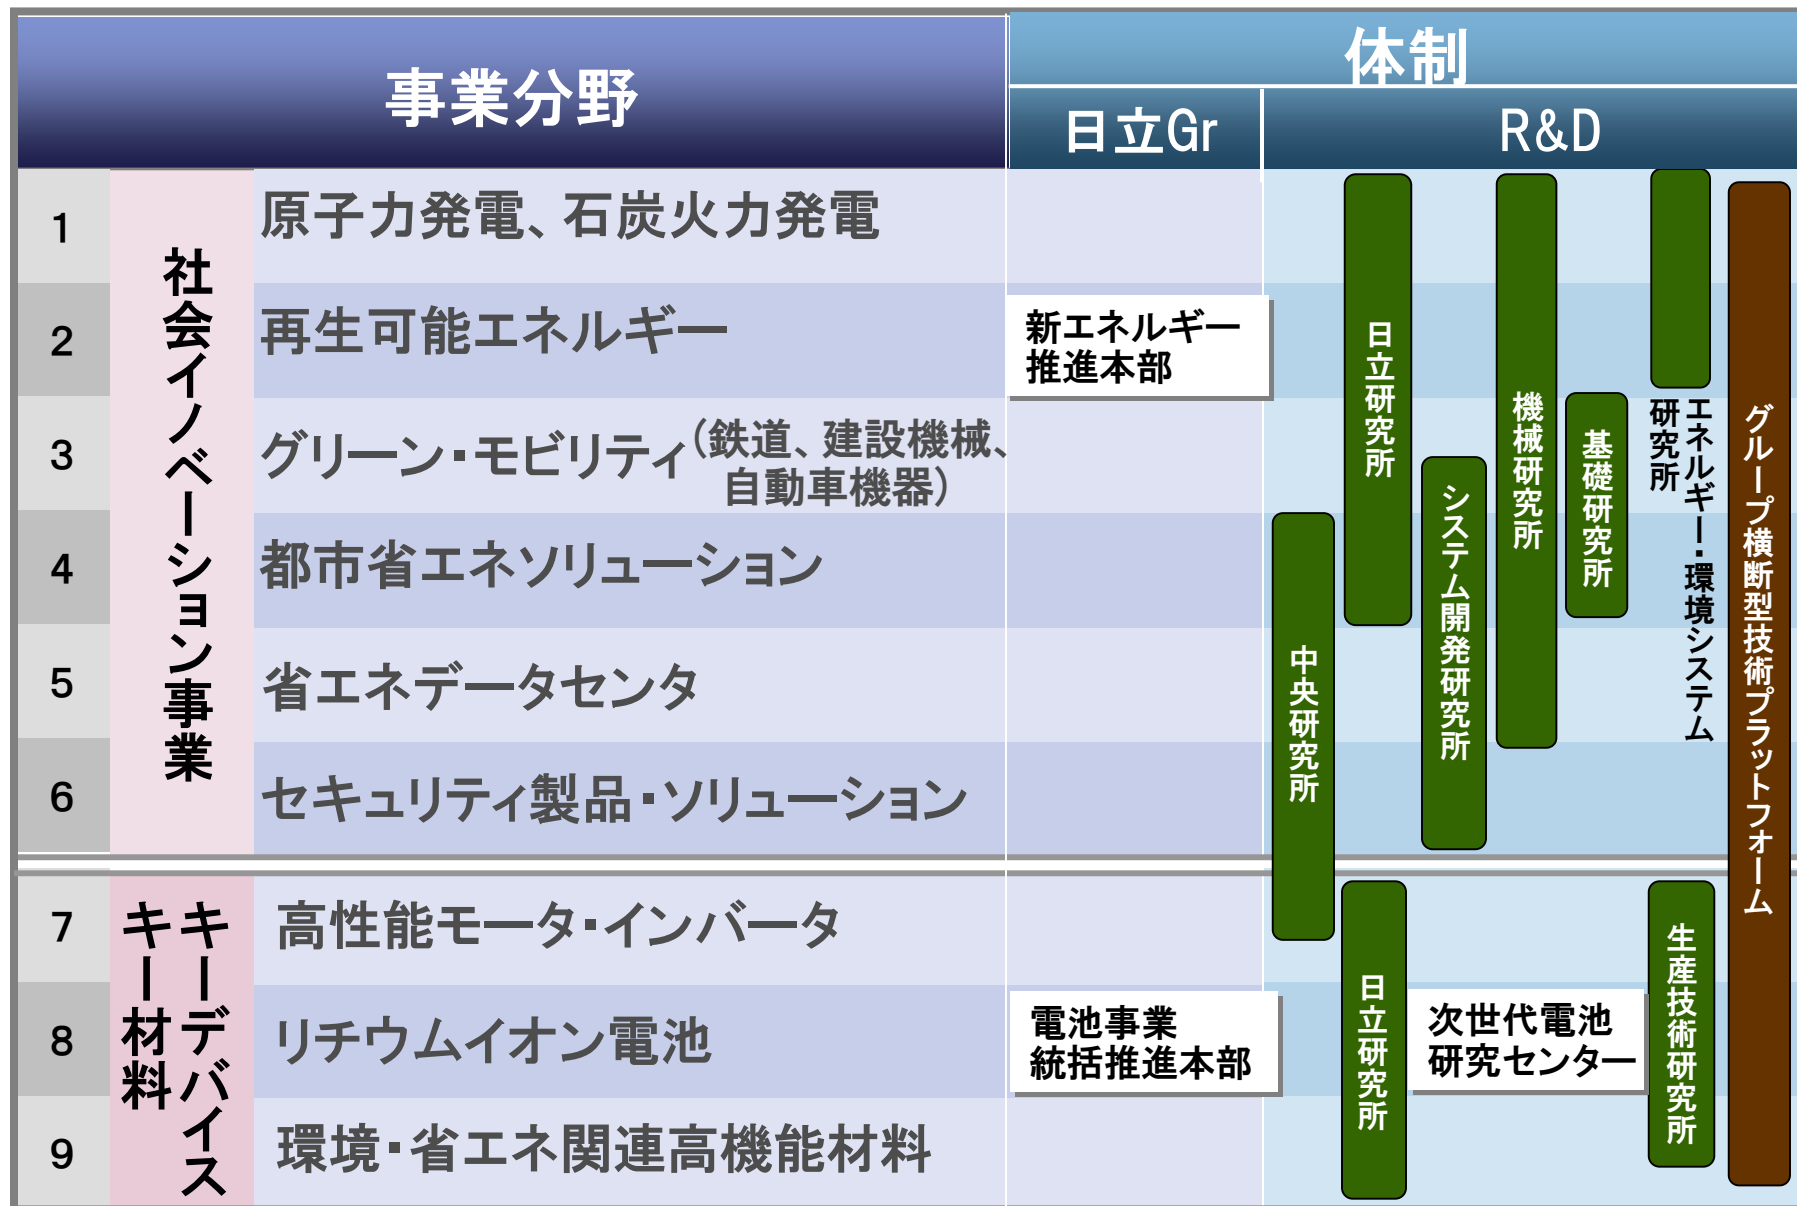 事業分野
体制
日立Gr
R&D
1
原子力発電、石炭火力発電
2
再生可能エネルギー
3
グリーン・モビリティ(鉄道、建設機械、
自動車機器)
4
都市省エネソリューション
5
省エネデータセンタ
6
セキュリティ製品・ソリューション
7
高性能モータ・インバータ
8
リチウムイオン電池
9
環境・省エネ関連高機能材料
社会イノベーション事業
キーデバイス
キー材料
新エネルギー
推進本部
電池事業
統括推進本部
中央研究所
日立研究所
システム開発研究所
機械研究所
基礎研究所
エネルギー・環境システム
研究所
グループ横断型技術プラットフォーム
日立研究所
次世代電池
研究センター
生産技術研究所